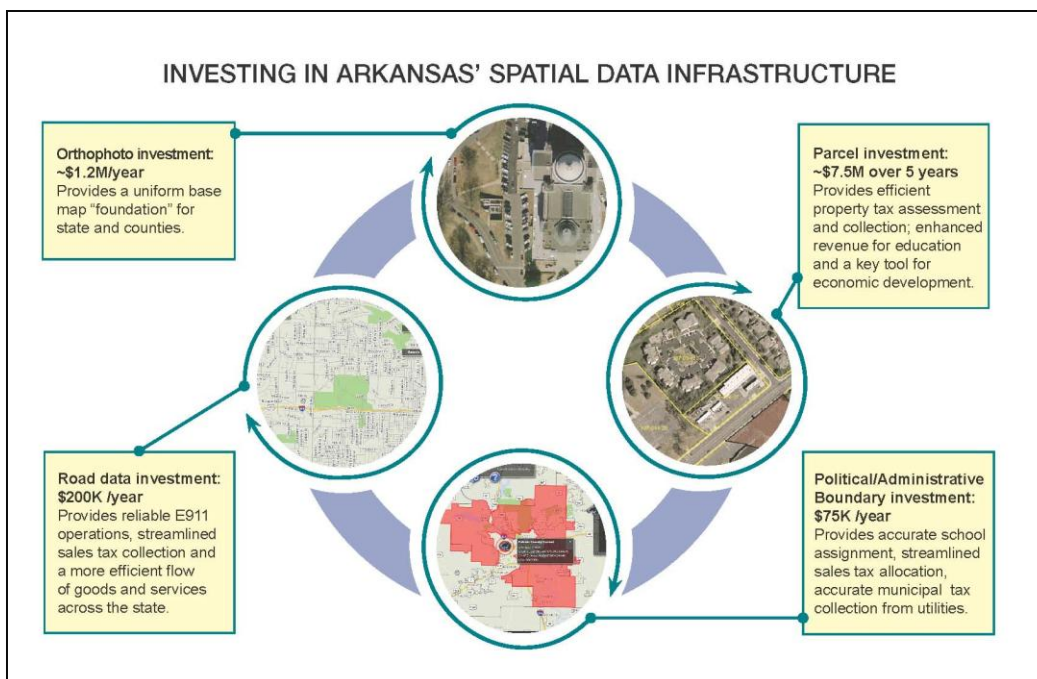 INVESTING IN ARKANSAS’ SPATIAL DATA INFRASTRUCTURE
Orthophoto investment:
~$1.2M/year
Provides a uniform base
map “foundation” for
state and counties.
Parcel investment:
~$7.5M over 5 years
Provides efficient
property tax assessment
and collection; enhanced
revenue for education
and a key tool for
economic development.
Road data investment:
$200K /year
Provides reliable E911
operations, streamlined
sales tax collection and
a more efficient flow
of goods and services
across the state.
Political/Administrative
Boundary investment:
$75K /year
Provides accurate school
assignment, streamlined
sales tax allocation,
accurate municipal tax
collection from utilities.